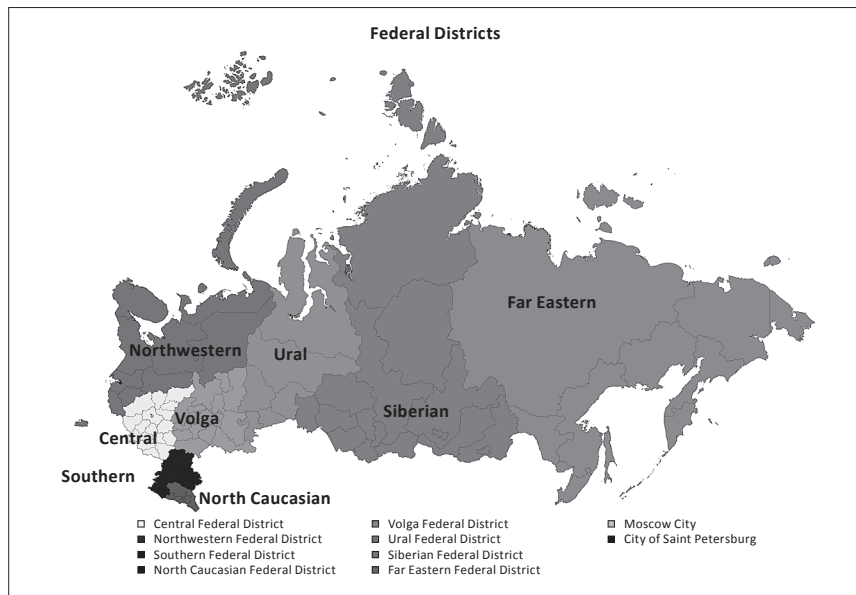 Federal Districts
Far Eastern
Northwestern
Ural
Siberian
Volga
Central
Southern
North Caucasian
Central Federal District
Northwestern Federal District
Southern Federal District
North Caucasian Federal District
Volga Federal District
Ural Federal District
Siberian Federal District
Far Eastern Federal District
Moscow City
City of Saint Petersburg